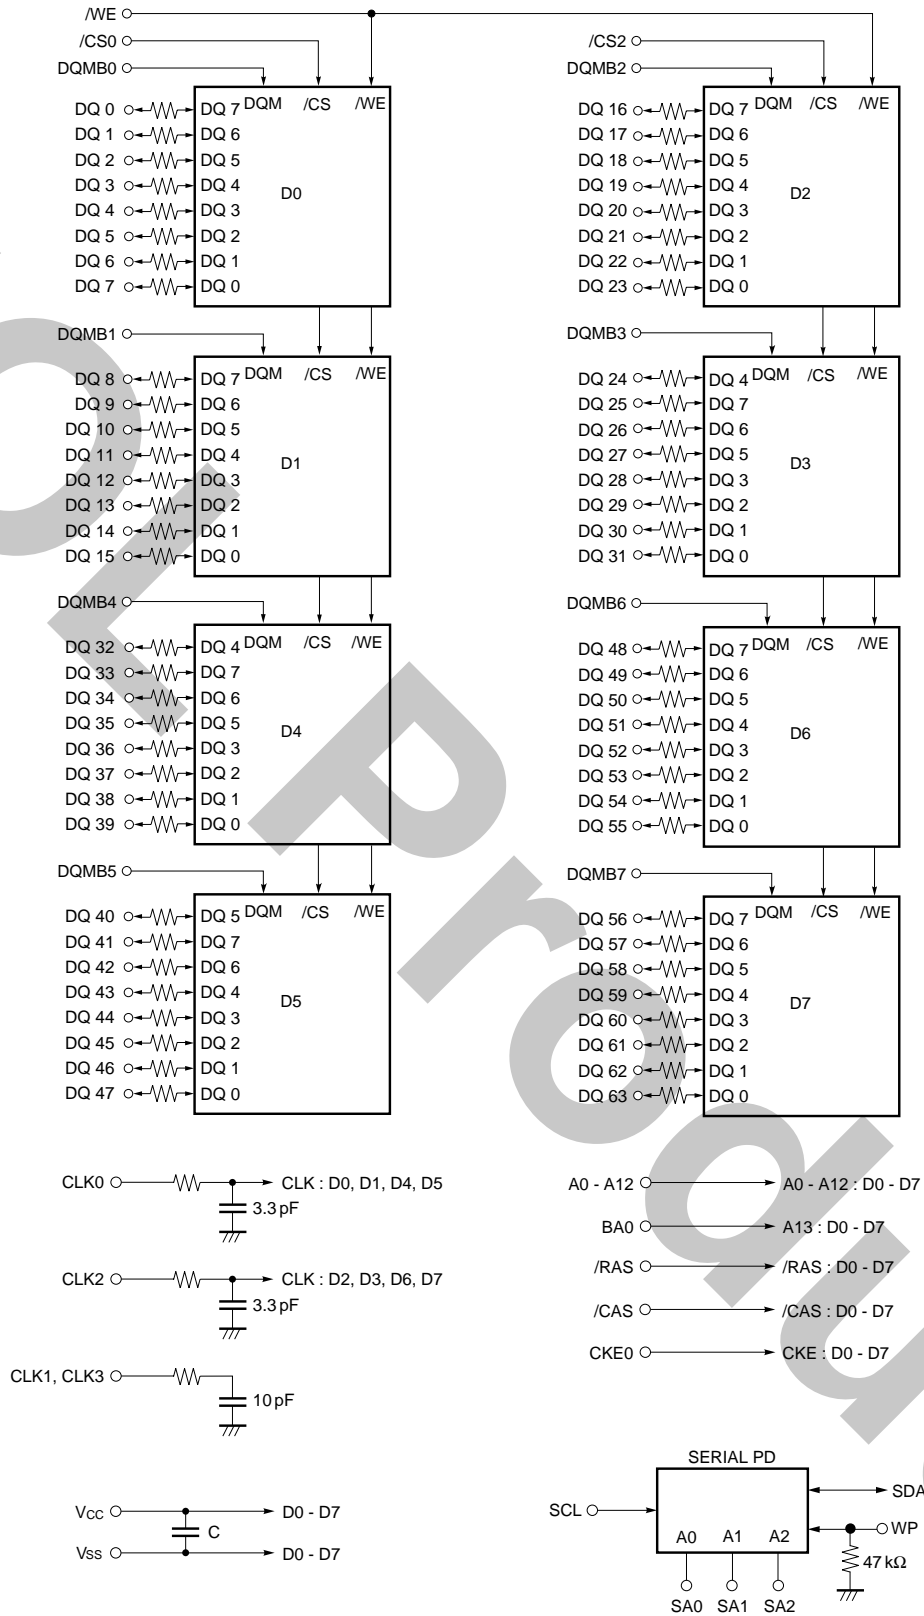 /WE
/CS0
DQMB0
DQ 0 DQ 7 DQM /CS /WE
DQ 1 DQ 6
DQ 2 DQ 5
DQ 3 DQ 4 D0
DQ 4 DQ 3
DQ 5 DQ 2
DQ 6 DQ 1
DQ 7 DQ 0
DQMB1
DQ 8 DQ 7 DQM /CS /WE
DQ 9 DQ 6
DQ 10 DQ 5
DQ 11 DQ 4 D1
DQ 12 DQ 3
DQ 13 DQ 2
DQ 14 DQ 1
DQ 15 DQ 0
DQMB4
DQ 32 DQ 4 DQM /CS /WE
DQ 33 DQ 7
DQ 34 DQ 6
DQ 35 DQ 5 D4
DQ 36 DQ 3
DQ 37 DQ 2
DQ 38 DQ 1
DQ 39 DQ 0
DQMB5
DQ 40 DQ 5 DQM /CS /WE
DQ 41 DQ 7
DQ 42 DQ 6
DQ 43 DQ 4 D5
DQ 44 DQ 3
DQ 45 DQ 2
DQ 46 DQ 1
DQ 47 DQ 0
/CS2
DQMB2
DQ 16 DQ 7 DQM /CS /WE
DQ 17 DQ 6
DQ 18 DQ 5
DQ 19 DQ 4 D2
DQ 20 DQ 3
DQ 21 DQ 2
DQ 22 DQ 1
DQ 23 DQ 0
DQMB3
DQ 24 DQ 4 DQM /CS /WE
DQ 25 DQ 7
DQ 26 DQ 6
DQ 27 DQ 5 D3
DQ 28 DQ 3
DQ 29 DQ 2
DQ 30 DQ 1
DQ 31 DQ 0
DQMB6
DQ 48 DQ 7 DQM /CS /WE
DQ 49 DQ 6
DQ 50 DQ 5
DQ 51 DQ 4 D6
DQ 52 DQ 3
DQ 53 DQ 2
DQ 54 DQ 1
DQ 55 DQ 0
DQMB7
DQ 56 DQ 7 DQM /CS /WE
DQ 57 DQ 6
DQ 58 DQ 5
DQ 59 DQ 4 D7
DQ 60 DQ 3
DQ 61 DQ 2
DQ 62 DQ 1
DQ 63 DQ 0
CLK0 CLK : D0, D1, D4, D5
3.3 pF
CLK2 CLK : D2, D3, D6, D7
3.3 pF
CLK1, CLK3
10 pF
VCC D0 - D7
C
VSS D0 - D7
A0 - A12 A0 - A12 : D0 - D7
BA0 A13 : D0 - D7
/RAS /RAS : D0 - D7
/CAS /CAS : D0 - D7
CKE0 CKE : D0 - D7
SERIAL PD
SCL SDA
A0 A1 A2 WP
47 kΩ
SA0 SA1 SA2